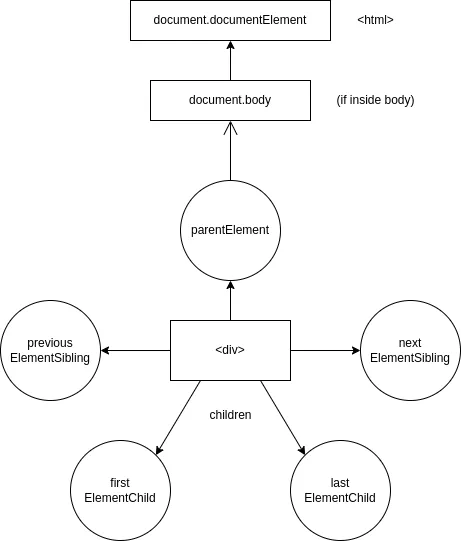 document.documentElement
<html>
document.body
(if inside body)
parentElement
previous
ElementSibling
<div>
next
ElementSibling
children
first
ElementChild
last
ElementChild